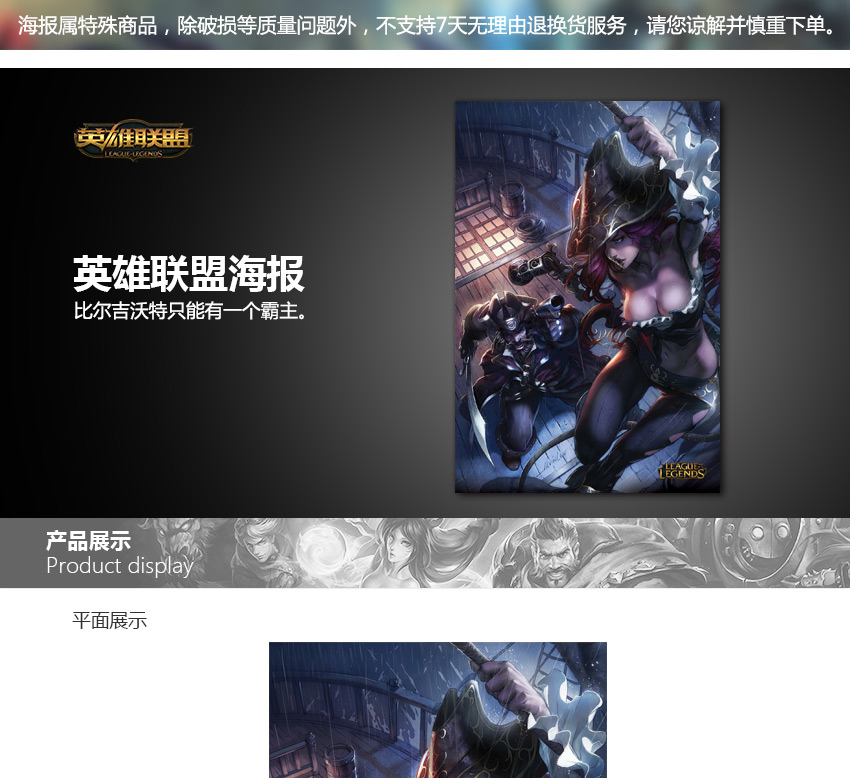 海报属特殊商品，除破损等质量问题外，不支持7天无理由退换货服务，请您谅解并慎重下单。
英雄联盟
LEAGUE OF LEGENDS
英雄联盟海报
比尔吉沃特只能有一个霸主。
LEAGUE OF
LEGENDS
产品展示
Product display
平面展示